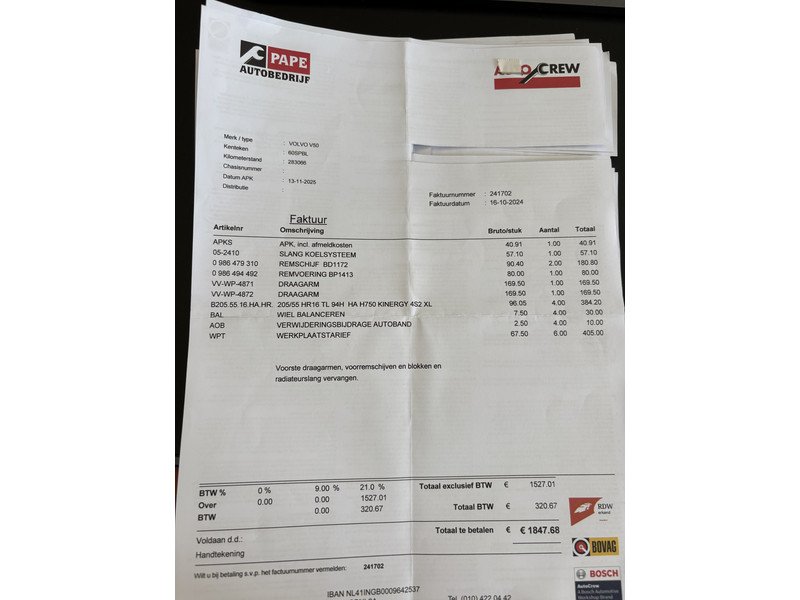 PAPE
AUTOBEDRIJF
CREW
Merk / type : VOLVO V50
Kenteken : 60SPBL
Kilometerstand : 283066
Chasisnummer :
Datum APK : 13-11-2025
Distributie :
Faktuurnummer : 241702
Faktuurdatum : 16-10-2024
Faktuur
Artikelnr Omschrijving Bruto/stuk Aantal Totaal
APKS APK, incl. afmeldkosten 40.91 1.00 40.91
05-2410 SLANG KOELSYSTEEM 57.10 1.00 57.10
0 986 479 310 REMSCHIJF BD1172 90.40 2.00 180.80
0 986 494 492 REMVOERING BP1413 80.00 1.00 80.00
VV-WP-4871 DRAAGARM 169.50 1.00 169.50
VV-WP-4872 DRAAGARM 169.50 1.00 169.50
B205.55.16.HA.HR. 205/55 HR16 TL 94H HA H750 KINERGY 4S2 XL 96.05 4.00 384.20
BAL WIEL BALANCEREN 7.50 4.00 30.00
AOB VERWIJDERINGSBIJDRAGE AUTOBAND 2.50 4.00 10.00
WPT WERKPLAATSTARIEF 67.50 6.00 405.00
Voorste draagarmen, voorremschijven en blokken en
radiateurslang vervangen.
BTW % 0 % 9.00 % 21.0 % Totaal exclusief BTW € 1527.01
Over 0.00 0.00 1527.01
BTW 0.00 320.67 Totaal BTW € 320.67
Totaal te betalen € € 1847.68
Voldaan d.d.:
Handtekening
Wilt u bij betaling s.v.p. het factuurnummer vermelden: 241702
IBAN NL41INGB0009642537
Tel. (010) 422 04 42
RDW
erkend
BOVAG
BOSCH
AutoCrew
A Bosch Automotive
Workshop Brand